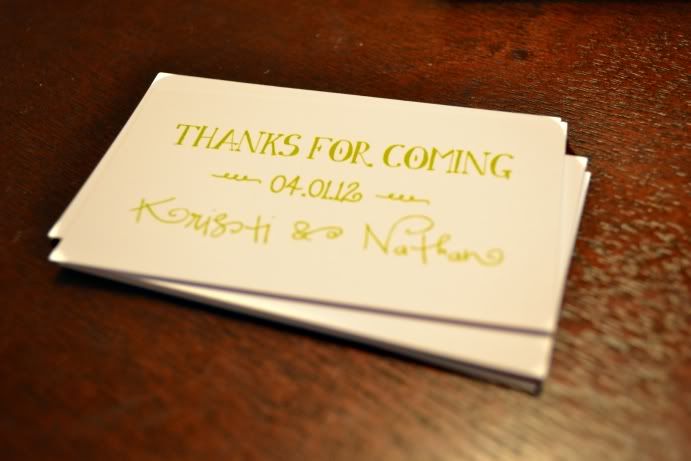 THANKS FOR COMING
04.01.12
Kristi & Nathan